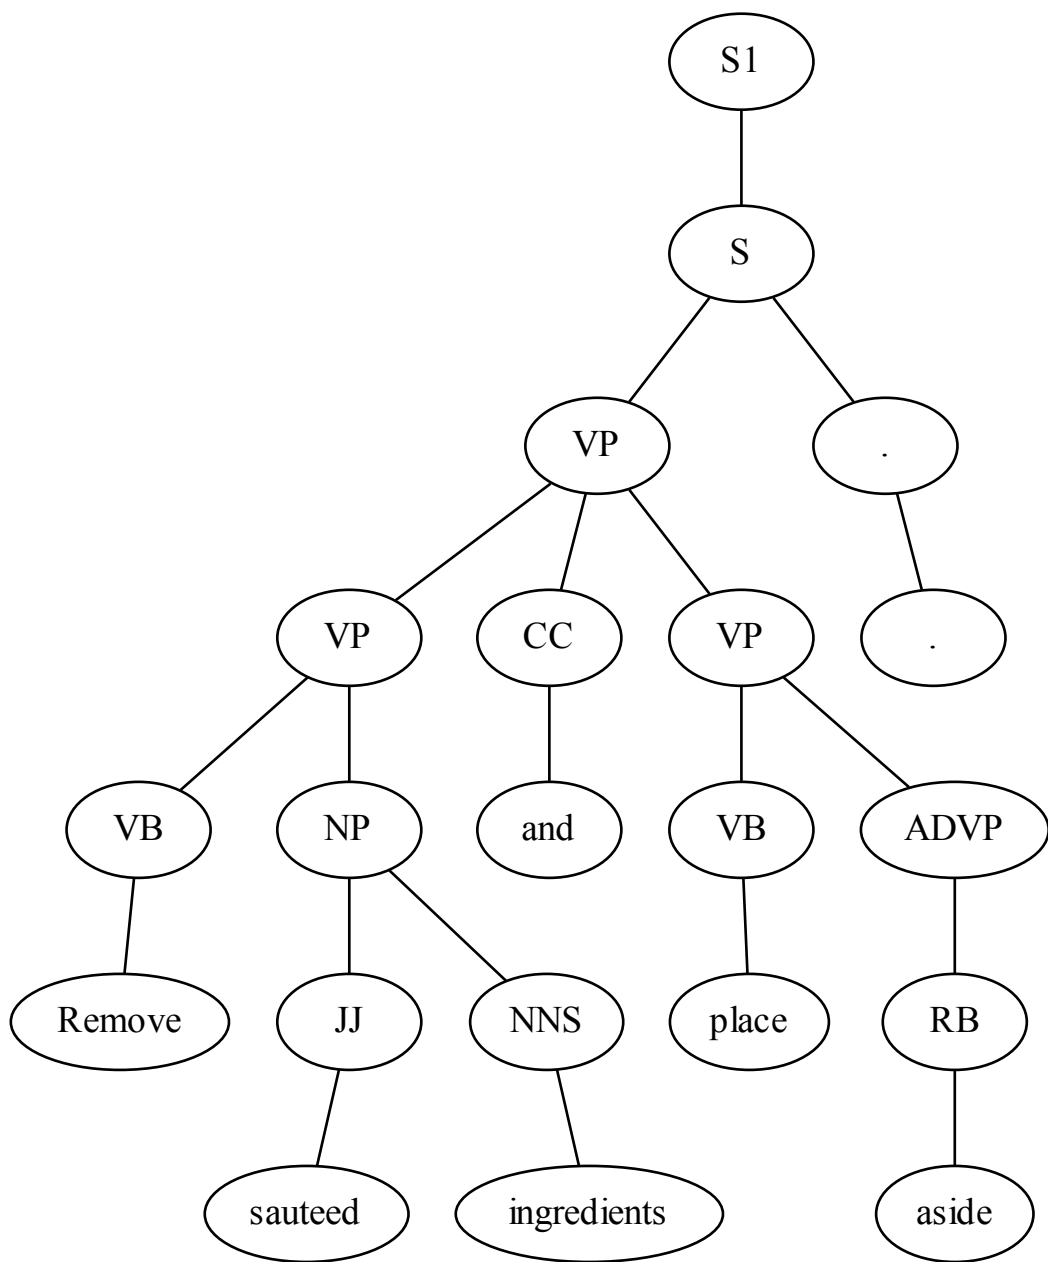 S1
S
VP .
VP CC VP .
VB NP and VB ADVP
Remove JJ NNS place RB
sauteed ingredients aside